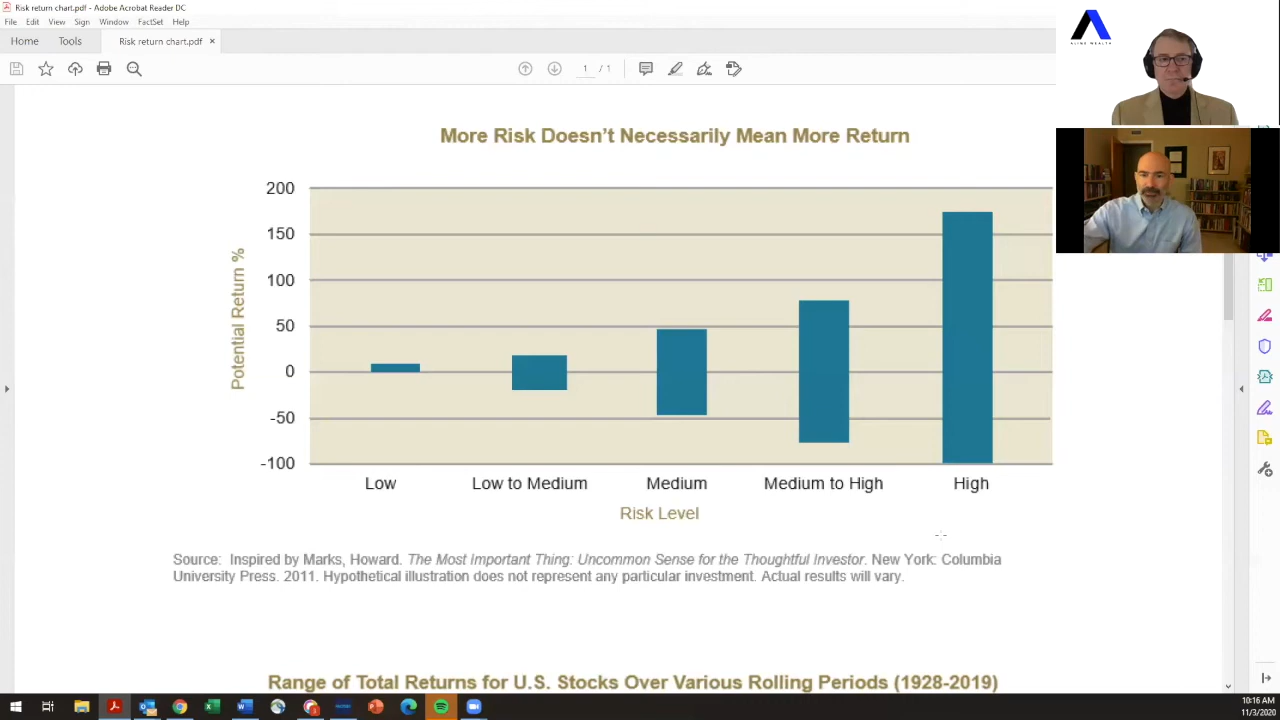 Risk return chart.pdf - Adobe Acrobat Reader DC
File Edit View Sign Window FactSet Help
Home Tools Risk return chart.pdf ×
1 / 1
ALINE WEALTH
More Risk Doesn't Necessarily Mean More Return
200
150
100
50
0
-50
-100
Potential Return %
Low Low to Medium Medium Medium to High High
Risk Level
Source: Inspired by Marks, Howard. The Most Important Thing: Uncommon Sense for the Thoughtful Investor. New York: Columbia
University Press. 2011. Hypothetical illustration does not represent any particular investment. Actual results will vary.
Range of Total Returns for U.S. Stocks Over Various Rolling Periods (1928-2019)
10:16 AM
11/3/2020